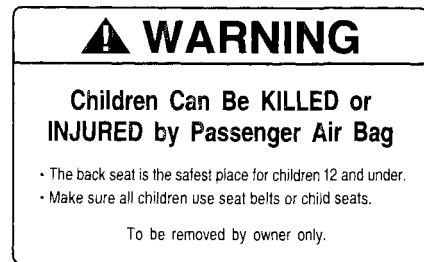 WARNING
Children Can Be KILLED or
INJURED by Passenger Air Bag
• The back seat is the safest place for children 12 and under.
• Make sure all children use seat belts or child seats.
To be removed by owner only.